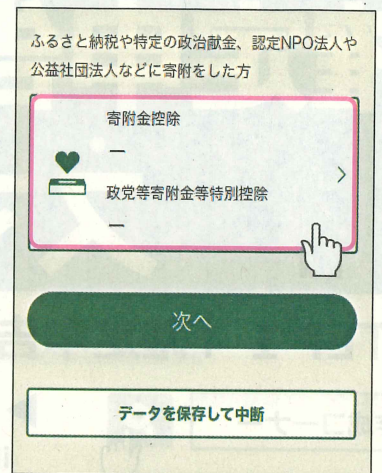 ふるさと納税や特定の政治献金、認定NPO法人や
公益社団法人などに寄附をした方
寄附金控除
ー
政党等寄附金等特別控除
ー
次へ
データを保存して中断